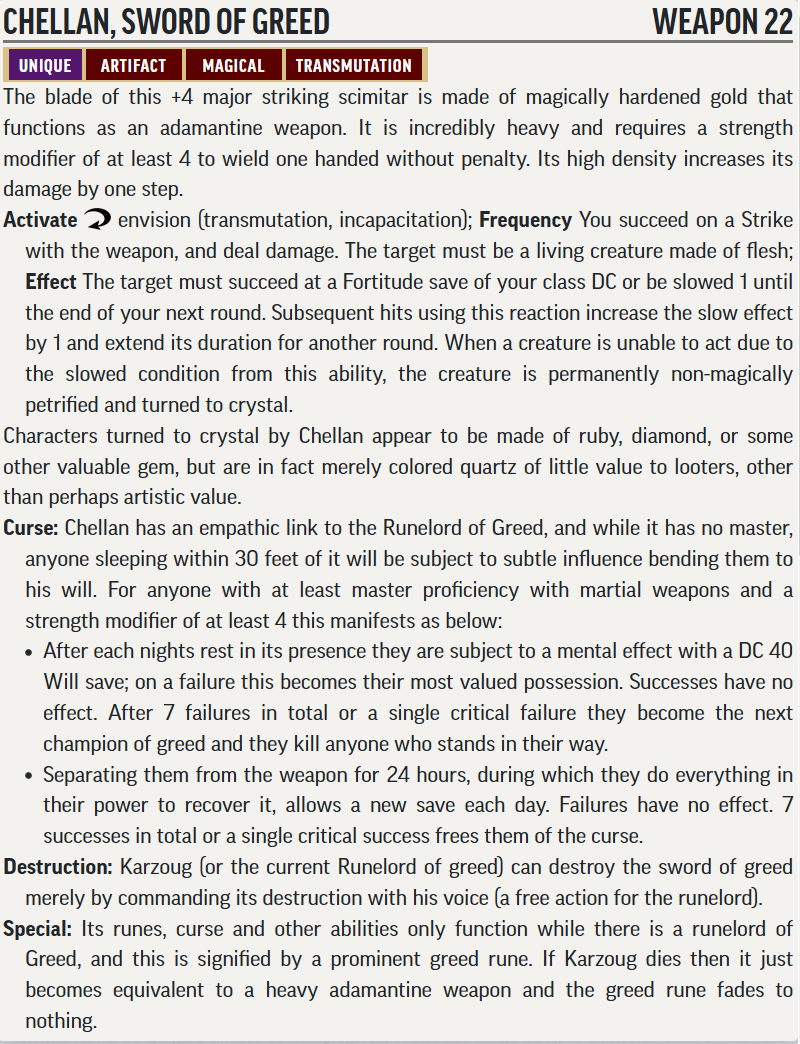 CHELLAN, SWORD OF GREED WEAPON 22
UNIQUE ARTIFACT MAGICAL TRANSMUTATION
The blade of this +4 major striking scimitar is made of magically hardened gold that
functions as an adamantine weapon. It is incredibly heavy and requires a strength
modifier of at least 4 to wield one handed without penalty. Its high density increases its
damage by one step.
Activate envision (transmutation, incapacitation); Frequency You succeed on a Strike
with the weapon, and deal damage. The target must be a living creature made of flesh;
Effect The target must succeed at a Fortitude save of your class DC or be slowed 1 until
the end of your next round. Subsequent hits using this reaction increase the slow effect
by 1 and extend its duration for another round. When a creature is unable to act due to
the slowed condition from this ability, the creature is permanently non-magically
petrified and turned to crystal.
Characters turned to crystal by Chellan appear to be made of ruby, diamond, or some
other valuable gem, but are in fact merely colored quartz of little value to looters, other
than perhaps artistic value.
Curse: Chellan has an empathic link to the Runelord of Greed, and while it has no master,
anyone sleeping within 30 feet of it will be subject to subtle influence bending them to
his will. For anyone with at least master proficiency with martial weapons and a
strength modifier of at least 4 this manifests as below:
• After each nights rest in its presence they are subject to a mental effect with a DC 40
Will save; on a failure this becomes their most valued possession. Successes have no
effect. After 7 failures in total or a single critical failure they become the next
champion of greed and they kill anyone who stands in their way.
• Separating them from the weapon for 24 hours, during which they do everything in
their power to recover it, allows a new save each day. Failures have no effect. 7
successes in total or a single critical success frees them of the curse.
Destruction: Karzoug (or the current Runelord of greed) can destroy the sword of greed
merely by commanding its destruction with his voice (a free action for the runelord).
Special: Its runes, curse and other abilities only function while there is a runelord of
Greed, and this is signified by a prominent greed rune. If Karzoug dies then it just
becomes equivalent to a heavy adamantine weapon and the greed rune fades to
nothing.